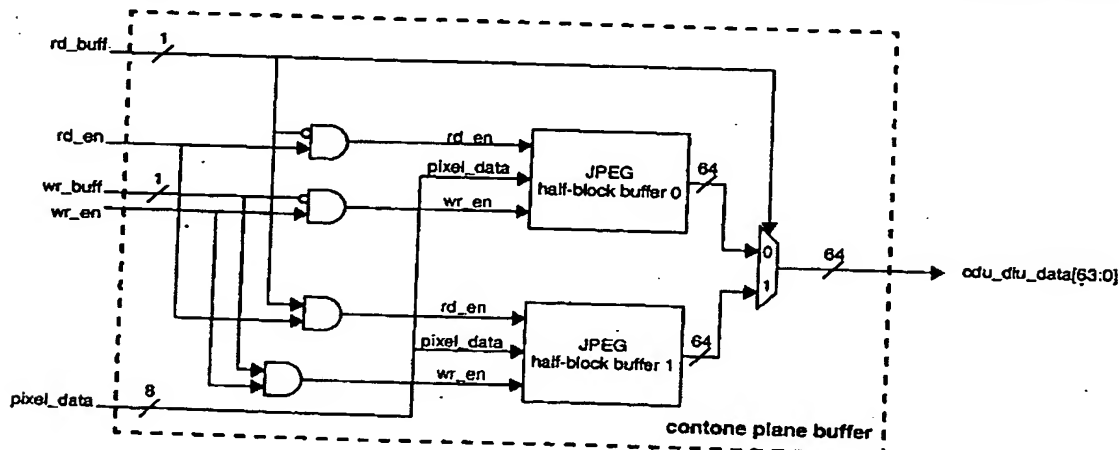 rd_buff 1
rd_en
wr_buff 1
wr_en
pixel_data 8
rd_en
pixel_data
wr_en
JPEG
half-block buffer 0
64
rd_en
pixel_data
wr_en
JPEG
half-block buffer 1
64
0
1
64
cdu_diu_data[63:0]
contone plane buffer